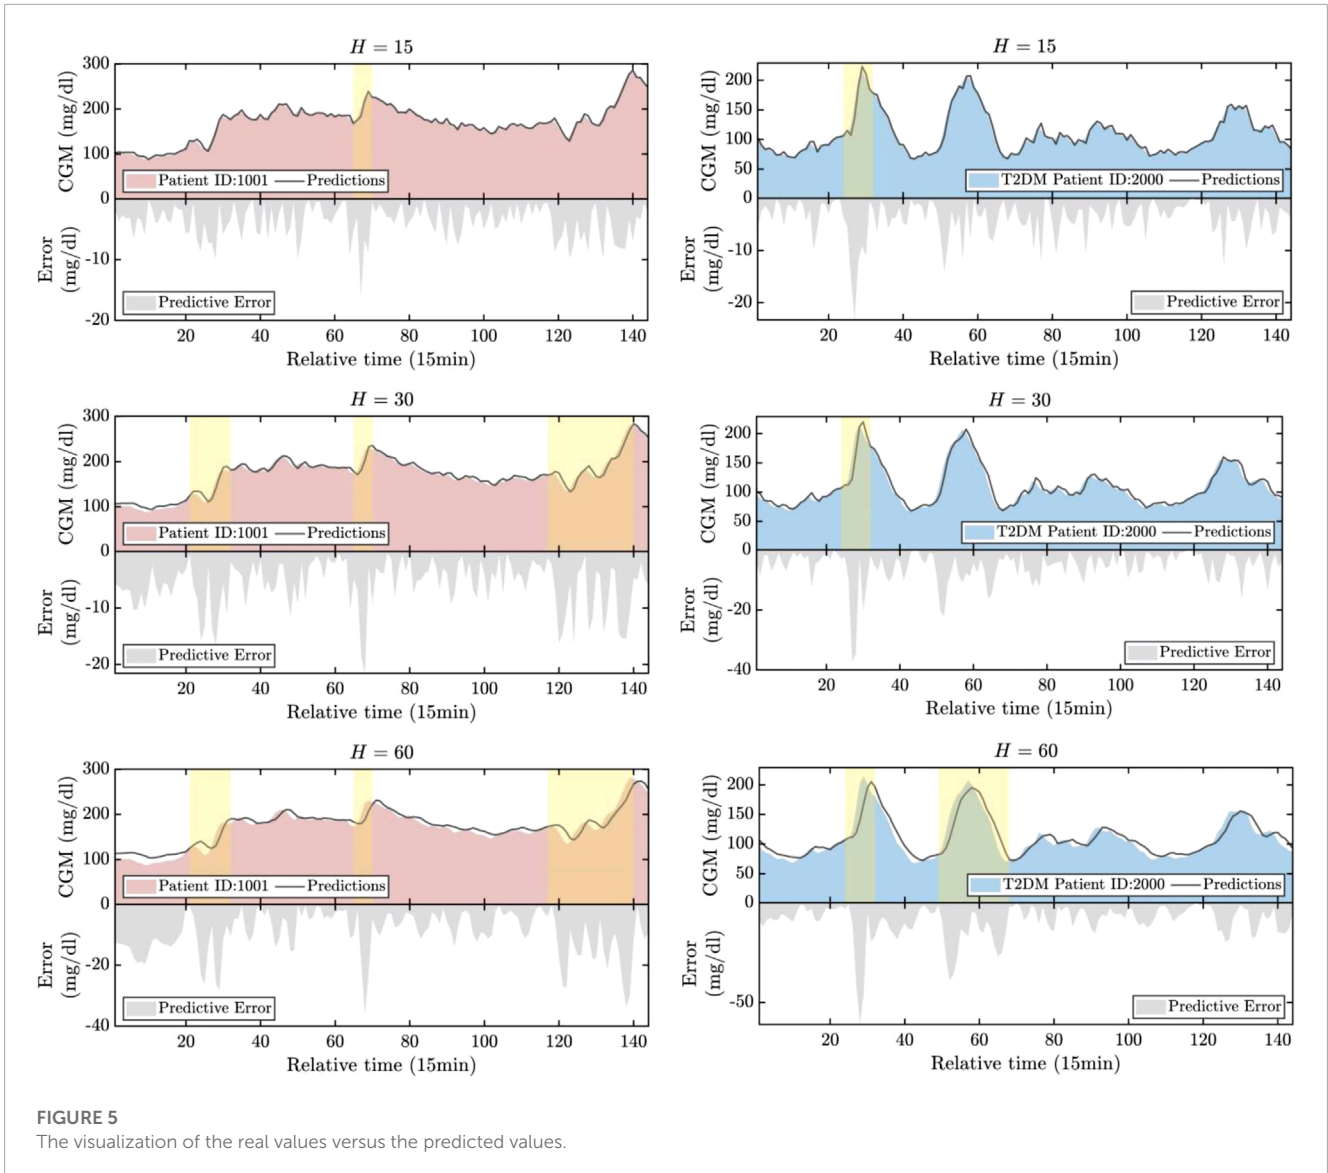 H = 15
300
200
100
0
CGM (mg/dl)
Patient ID:1001 Predictions
-10
-20
Error
(mg/dl)
Predictive Error
20 40 60 80 100 120 140
Relative time (15min)
H = 15
200
150
100
50
0
CGM (mg/dl)
T2DM Patient ID:2000 Predictions
-10
-20
Error
(mg/dl)
Predictive Error
20 40 60 80 100 120 140
Relative time (15min)
H = 30
300
200
100
0
CGM (mg/dl)
Patient ID:1001 Predictions
-10
-20
Error
(mg/dl)
Predictive Error
20 40 60 80 100 120 140
Relative time (15min)
H = 30
200
150
100
50
0
CGM (mg/dl)
T2DM Patient ID:2000 Predictions
-20
-40
Error
(mg/dl)
Predictive Error
20 40 60 80 100 120 140
Relative time (15min)
H = 60
300
200
100
0
CGM (mg/dl)
Patient ID:1001 Predictions
-20
-40
Error
(mg/dl)
Predictive Error
20 40 60 80 100 120 140
Relative time (15min)
H = 60
200
150
100
50
0
CGM (mg/dl)
T2DM Patient ID:2000 Predictions
-50
Error
(mg/dl)
Predictive Error
20 40 60 80 100 120 140
Relative time (15min)
FIGURE 5
The visualization of the real values versus the predicted values.